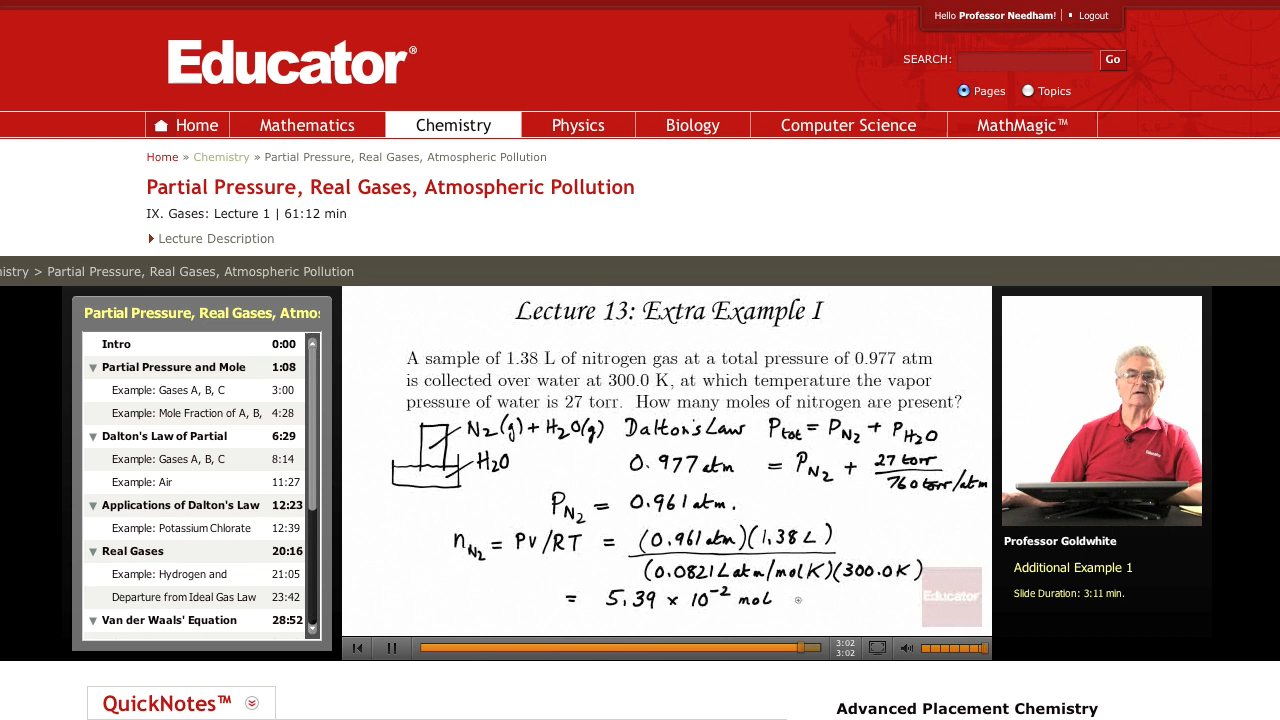 Hello Professor Needham! Logout
Educator®
SEARCH: Go
Pages Topics
Home Mathematics Chemistry Physics Biology Computer Science MathMagic™
Home » Chemistry » Partial Pressure, Real Gases, Atmospheric Pollution
Partial Pressure, Real Gases, Atmospheric Pollution
IX. Gases: Lecture 1 | 61:12 min
Lecture Description
istry > Partial Pressure, Real Gases, Atmospheric Pollution
Partial Pressure, Real Gases, Atmos
Intro 0:00
Partial Pressure and Mole 1:08
Example: Gases A, B, C 3:00
Example: Mole Fraction of A, B, 4:28
Dalton's Law of Partial 6:29
Example: Gases A, B, C 8:14
Example: Air 11:27
Applications of Dalton's Law 12:23
Example: Potassium Chlorate 12:39
Real Gases 20:16
Example: Hydrogen and 21:05
Departure from Ideal Gas Law 23:42
Van der Waals' Equation 28:52
Lecture 13: Extra Example I
A sample of 1.38 L of nitrogen gas at a total pressure of 0.977 atm
is collected over water at 300.0 K, at which temperature the vapor
pressure of water is 27 torr. How many moles of nitrogen are present?
N2(g) + H2O(g) Dalton's Law Ptot = PN2 + PH2O
H2O 0.977 atm = PN2 + 27 torr / 760 torr/atm
PN2 = 0.961 atm.
nN2 = PV/RT = (0.961 atm)(1.38 L)
(0.0821 L atm/mol K)(300.0 K)
= 5.39 × 10⁻² mol
Educator
3:02
3:02
Professor Goldwhite
Additional Example 1
Slide Duration: 3:11 min.
QuickNotes™
Advanced Placement Chemistry